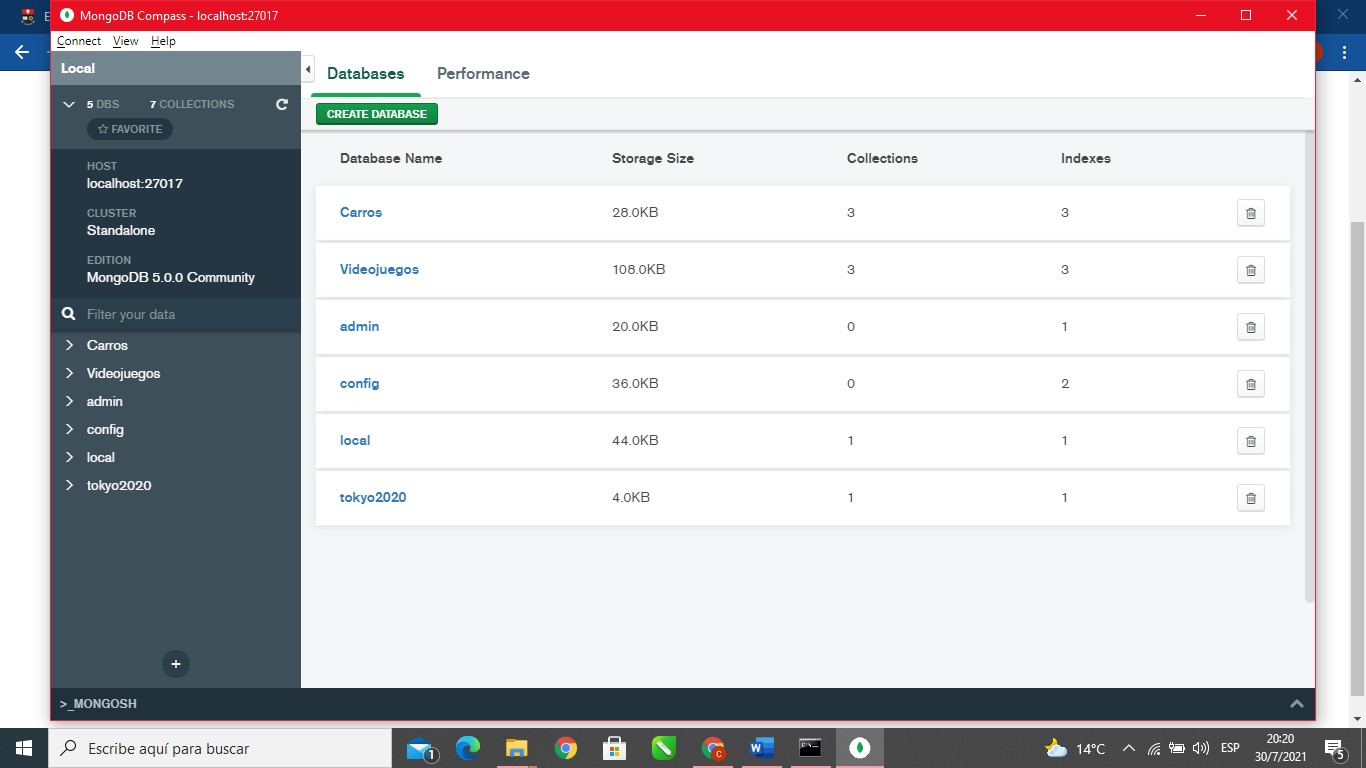 MongoDB Compass - localhost:27017
Connect View Help
Local
5 DBS 7 COLLECTIONS
FAVORITE
HOST
localhost:27017
CLUSTER
Standalone
EDITION
MongoDB 5.0.0 Community
Filter your data
Carros
Videojuegos
admin
config
local
tokyo2020
Databases Performance
CREATE DATABASE
Database Name Storage Size Collections Indexes
Carros 28.0KB 3 3
Videojuegos 108.0KB 3 3
admin 20.0KB 0 1
config 36.0KB 0 2
local 44.0KB 1 1
tokyo2020 4.0KB 1 1
>_MONGOSH
Escribe aquí para buscar
1
C
14°C
ESP
20:20
30/7/2021
5